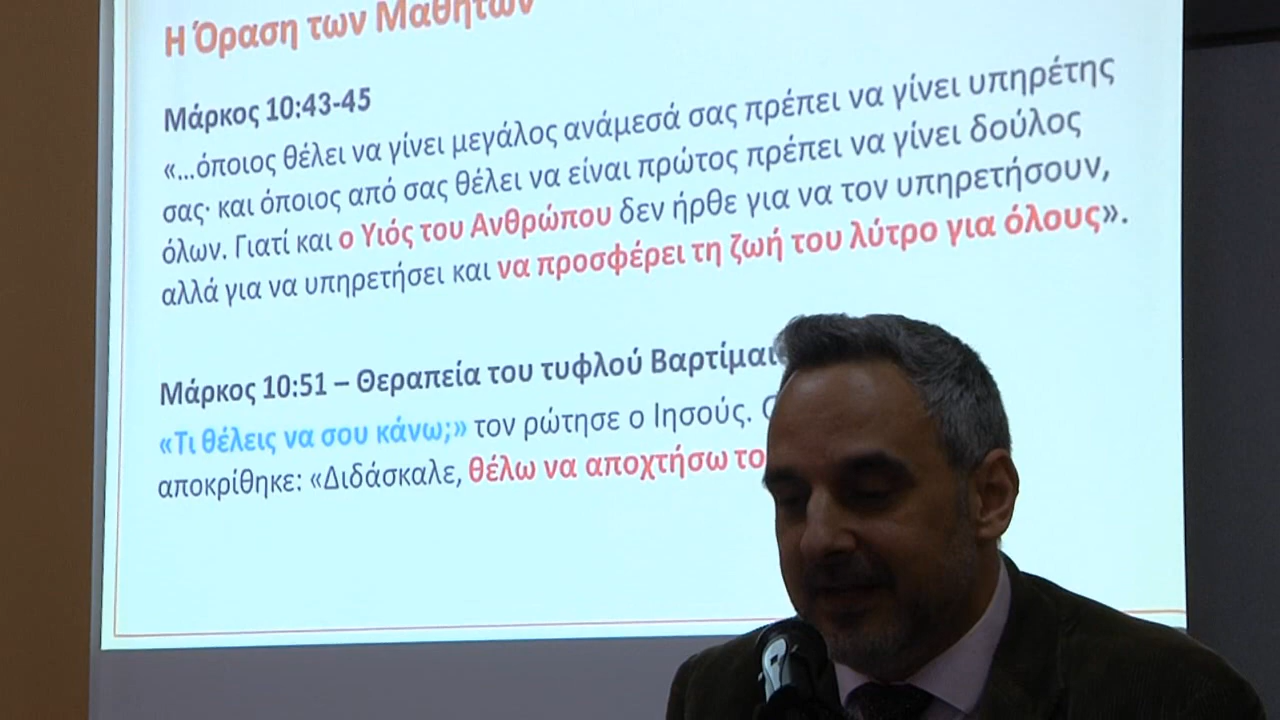 Η Όραση των Μαθητών
Μάρκος 10:43-45
«...όποιος θέλει να γίνει μεγάλος ανάμεσά σας πρέπει να γίνει υπηρέτης
σας· και όποιος από σας θέλει να είναι πρώτος πρέπει να γίνει δούλος
όλων. Γιατί και ο Υιός του Ανθρώπου δεν ήρθε για να τον υπηρετήσουν,
αλλά για να υπηρετήσει και να προσφέρει τη ζωή του λύτρο για όλους».
Μάρκος 10:51 – Θεραπεία του τυφλού
«Τι θέλεις να σου κάνω;» τον ρώτησε ο Ιησούς.
αποκρίθηκε: «Διδάσκαλε, θέλω να αποχτήσω το